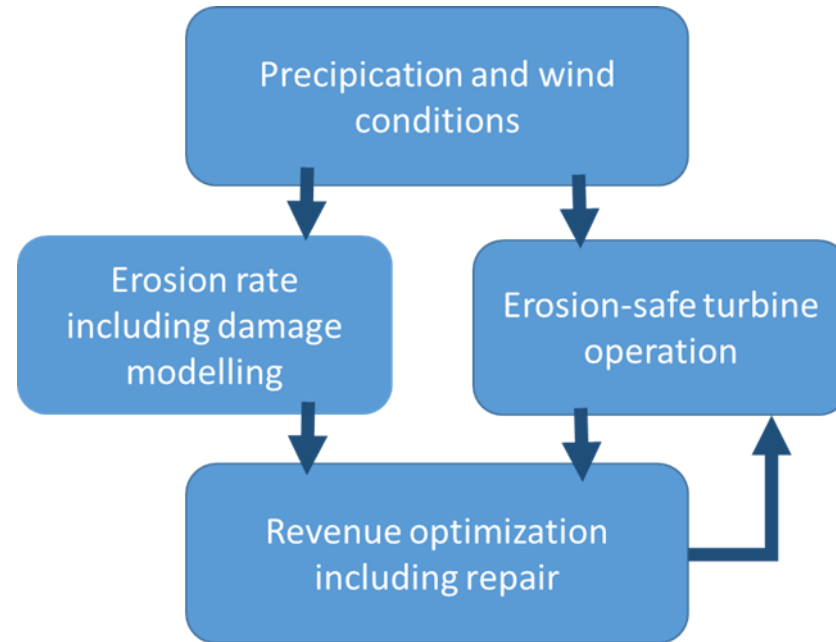 Precipication and wind
conditions
Erosion rate
including damage
modelling
Erosion-safe turbine
operation
Revenue optimization
including repair